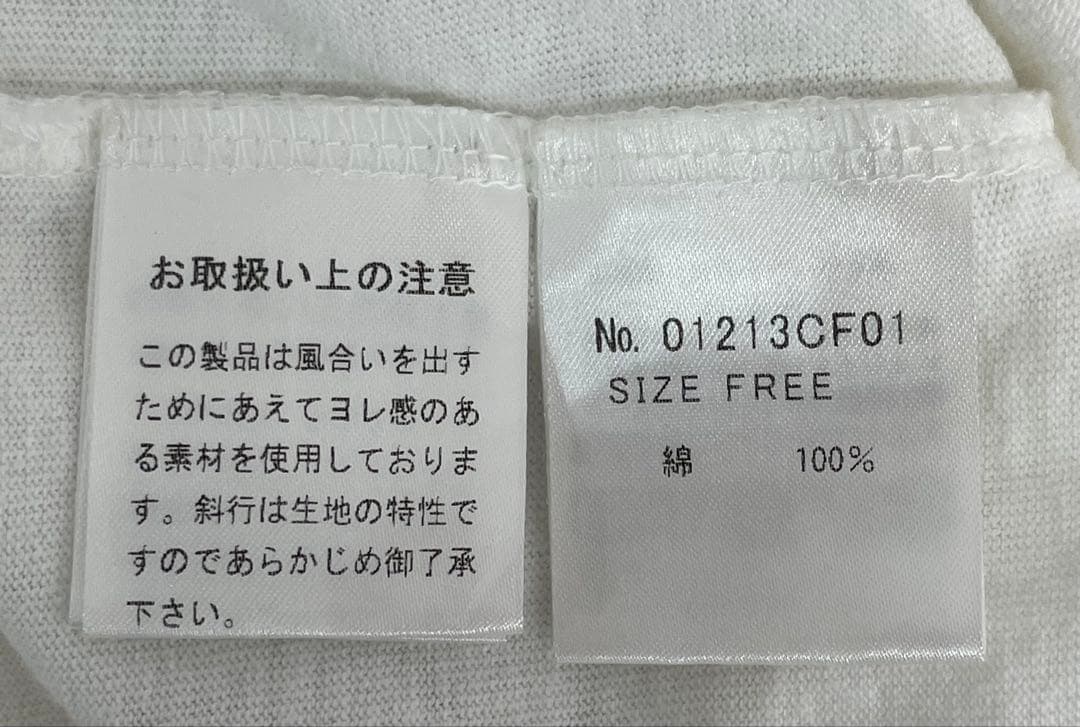 お取扱い上の注意
この製品は風合いを出す
ためにあえてヨレ感のあ
る素材を使用しておりま
す。斜行は生地の特性で
すのであらかじめ御了承
下さい。
No. 01213CF01
SIZE FREE
綿 100%